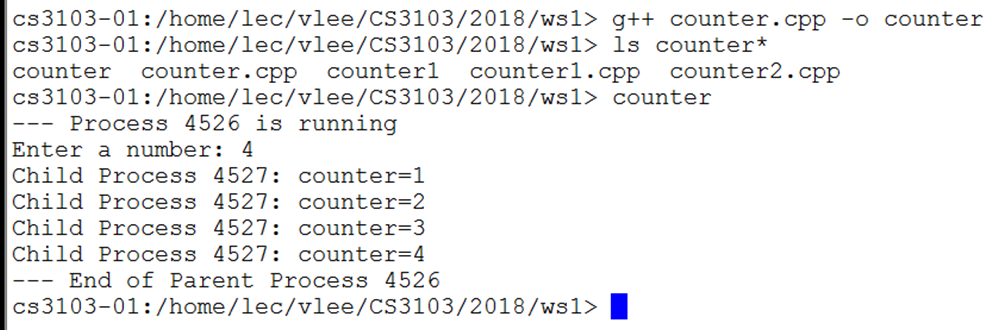 cs3103-01:/home/lec/vlee/CS3103/2018/ws1> g++ counter.cpp -o counter
cs3103-01:/home/lec/vlee/CS3103/2018/ws1> ls counter*
counter  counter.cpp  counter1  counter1.cpp  counter2.cpp
cs3103-01:/home/lec/vlee/CS3103/2018/ws1> counter
--- Process 4526 is running
Enter a number: 4
Child Process 4527: counter=1
Child Process 4527: counter=2
Child Process 4527: counter=3
Child Process 4527: counter=4
--- End of Parent Process 4526
cs3103-01:/home/lec/vlee/CS3103/2018/ws1>